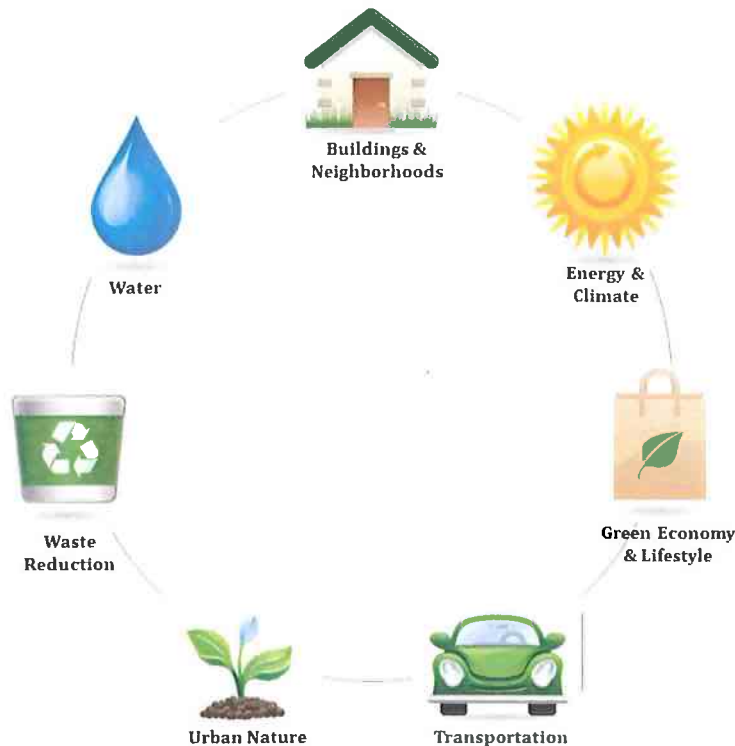 Buildings &
Neighborhoods
Energy &
Climate
Green Economy
& Lifestyle
Transportation
Urban Nature
Waste
Reduction
Water